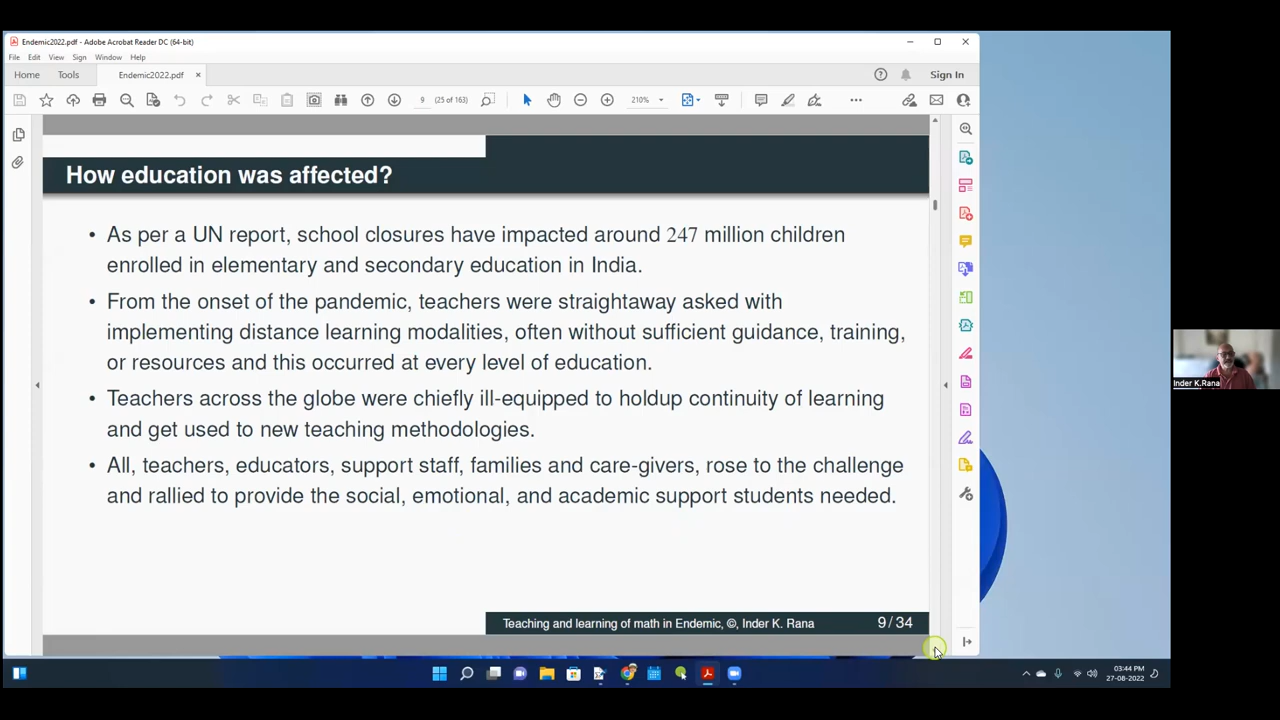 Endemic2022.pdf - Adobe Acrobat Reader DC (64-bit)
File Edit View Sign Window Help
Home Tools Endemic2022.pdf × Sign In
9 (25 of 163) 210%
How education was affected?
• As per a UN report, school closures have impacted around 247 million children
enrolled in elementary and secondary education in India.
• From the onset of the pandemic, teachers were straightaway asked with
implementing distance learning modalities, often without sufficient guidance, training,
or resources and this occurred at every level of education.
• Teachers across the globe were chiefly ill-equipped to holdup continuity of learning
and get used to new teaching methodologies.
• All, teachers, educators, support staff, families and care-givers, rose to the challenge
and rallied to provide the social, emotional, and academic support students needed.
Teaching and learning of math in Endemic, ©, Inder K. Rana 9/34
Inder K.Rana
03:44 PM
27-08-2022